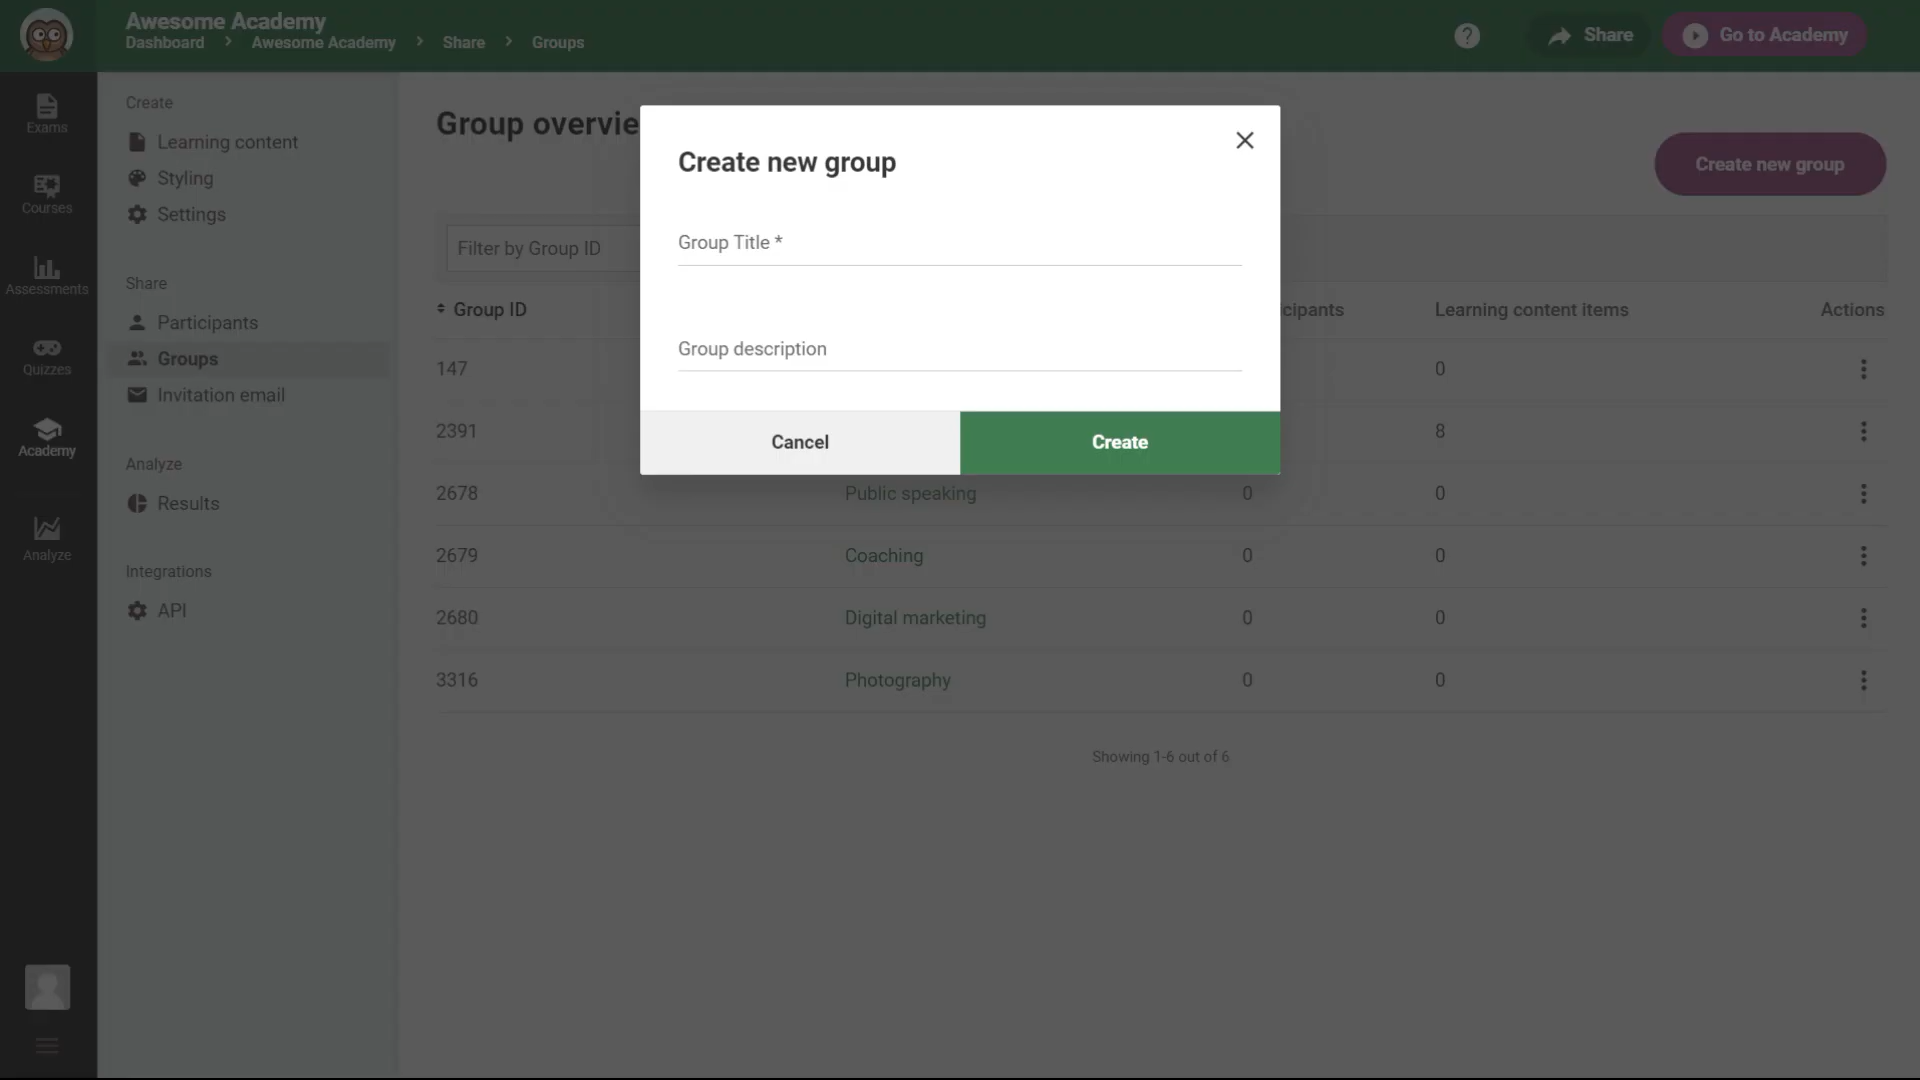 Awesome Academy
Dashboard > Awesome Academy > Share > Groups
? Share Go to Academy
Exams
Courses
Assessments
Quizzes
Academy
Analyze
Create
Learning content
Styling
Settings
Share
Participants
Groups
Invitation email
Analyze
Results
Integrations
API
Group overvie
Create new group
Filter by Group ID
Group ID cipants Learning content items Actions
147 0
2391 8
2678 Public speaking 0 0
2679 Coaching 0 0
2680 Digital marketing 0 0
3316 Photography 0 0
Showing 1-6 out of 6
Create new group
Group Title *
Group description
Cancel Create